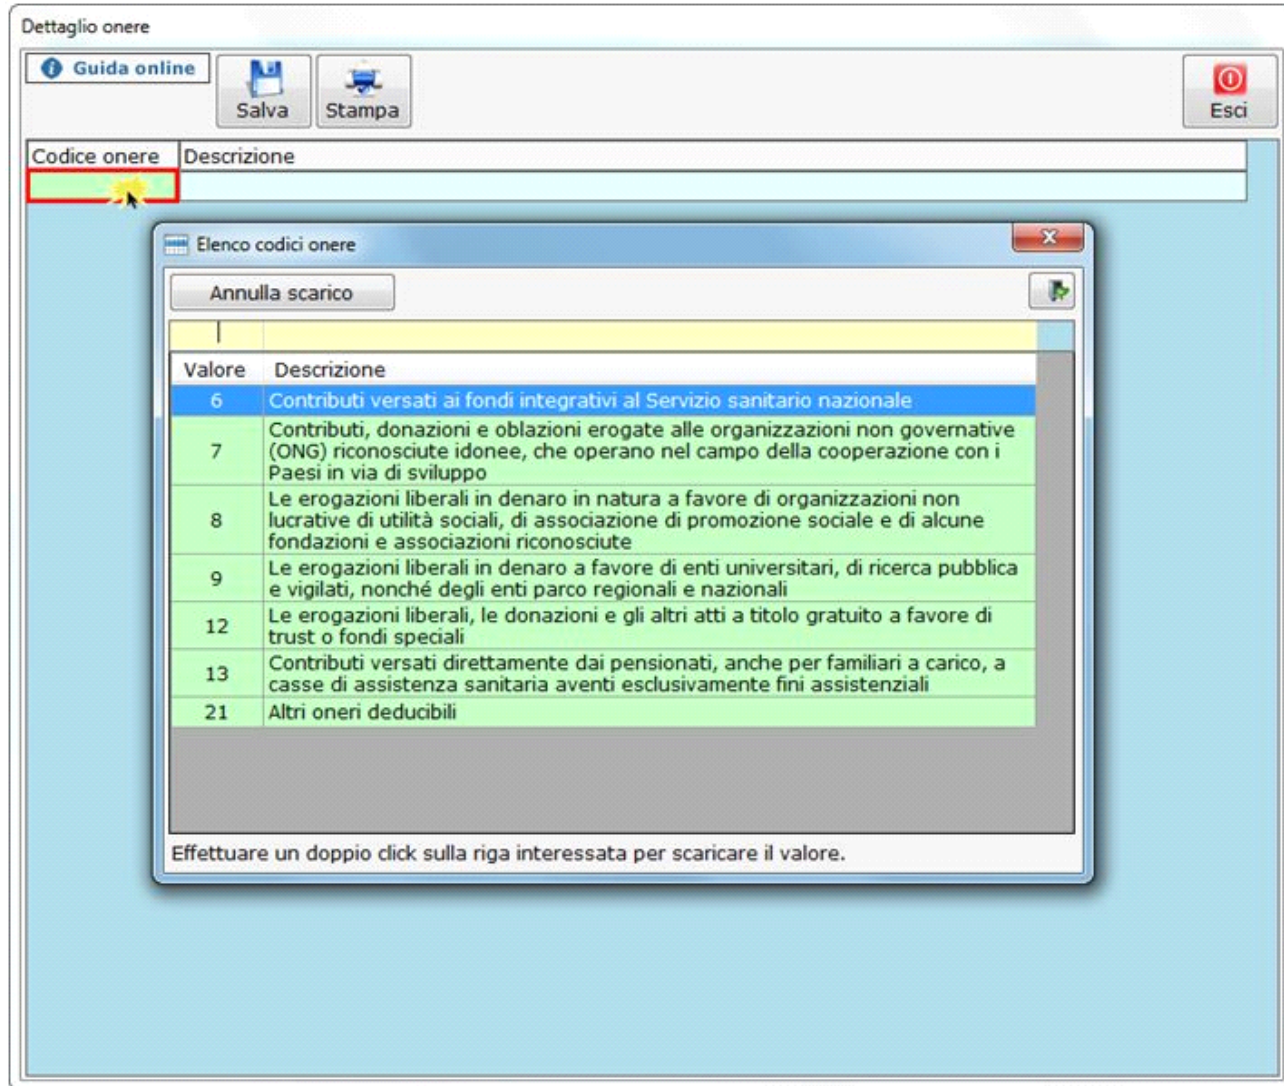 Dettaglio onere
Guida online
Salva
Stampa
Esci
Codice onere
Descrizione
Elenco codici onere
Annulla scarico
Valore
Descrizione
6
Contributi versati ai fondi integrativi al Servizio sanitario nazionale
7
Contributi, donazioni e oblazioni erogate alle organizzazioni non governative
(ONG) riconosciute idonee, che operano nel campo della cooperazione con i
Paesi in via di sviluppo
8
Le erogazioni liberali in denaro in natura a favore di organizzazioni non
lucrative di utilità sociali, di associazione di promozione sociale e di alcune
fondazioni e associazioni riconosciute
9
Le erogazioni liberali in denaro a favore di enti universitari, di ricerca pubblica
e vigilati, nonché degli enti parco regionali e nazionali
12
Le erogazioni liberali, le donazioni e gli altri atti a titolo gratuito a favore di
trust o fondi speciali
13
Contributi versati direttamente dai pensionati, anche per familiari a carico, a
casse di assistenza sanitaria aventi esclusivamente fini assistenziali
21
Altri oneri deducibili
Effettuare un doppio click sulla riga interessata per scaricare il valore.